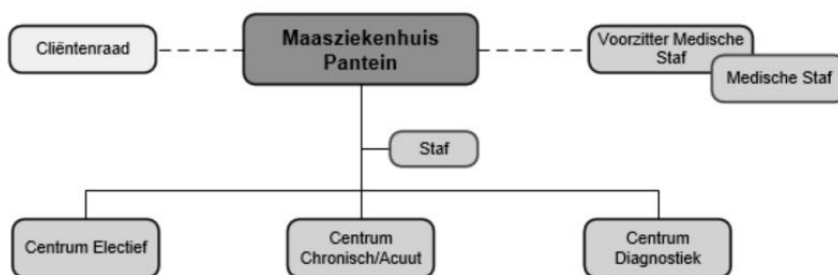 Cliëntenraad
Maasziekenhuis
Pantein
Voorzitter Medische
Staf
Medische Staf
Staf
Centrum Electief
Centrum
Chronisch/Acuut
Centrum
Diagnostiek